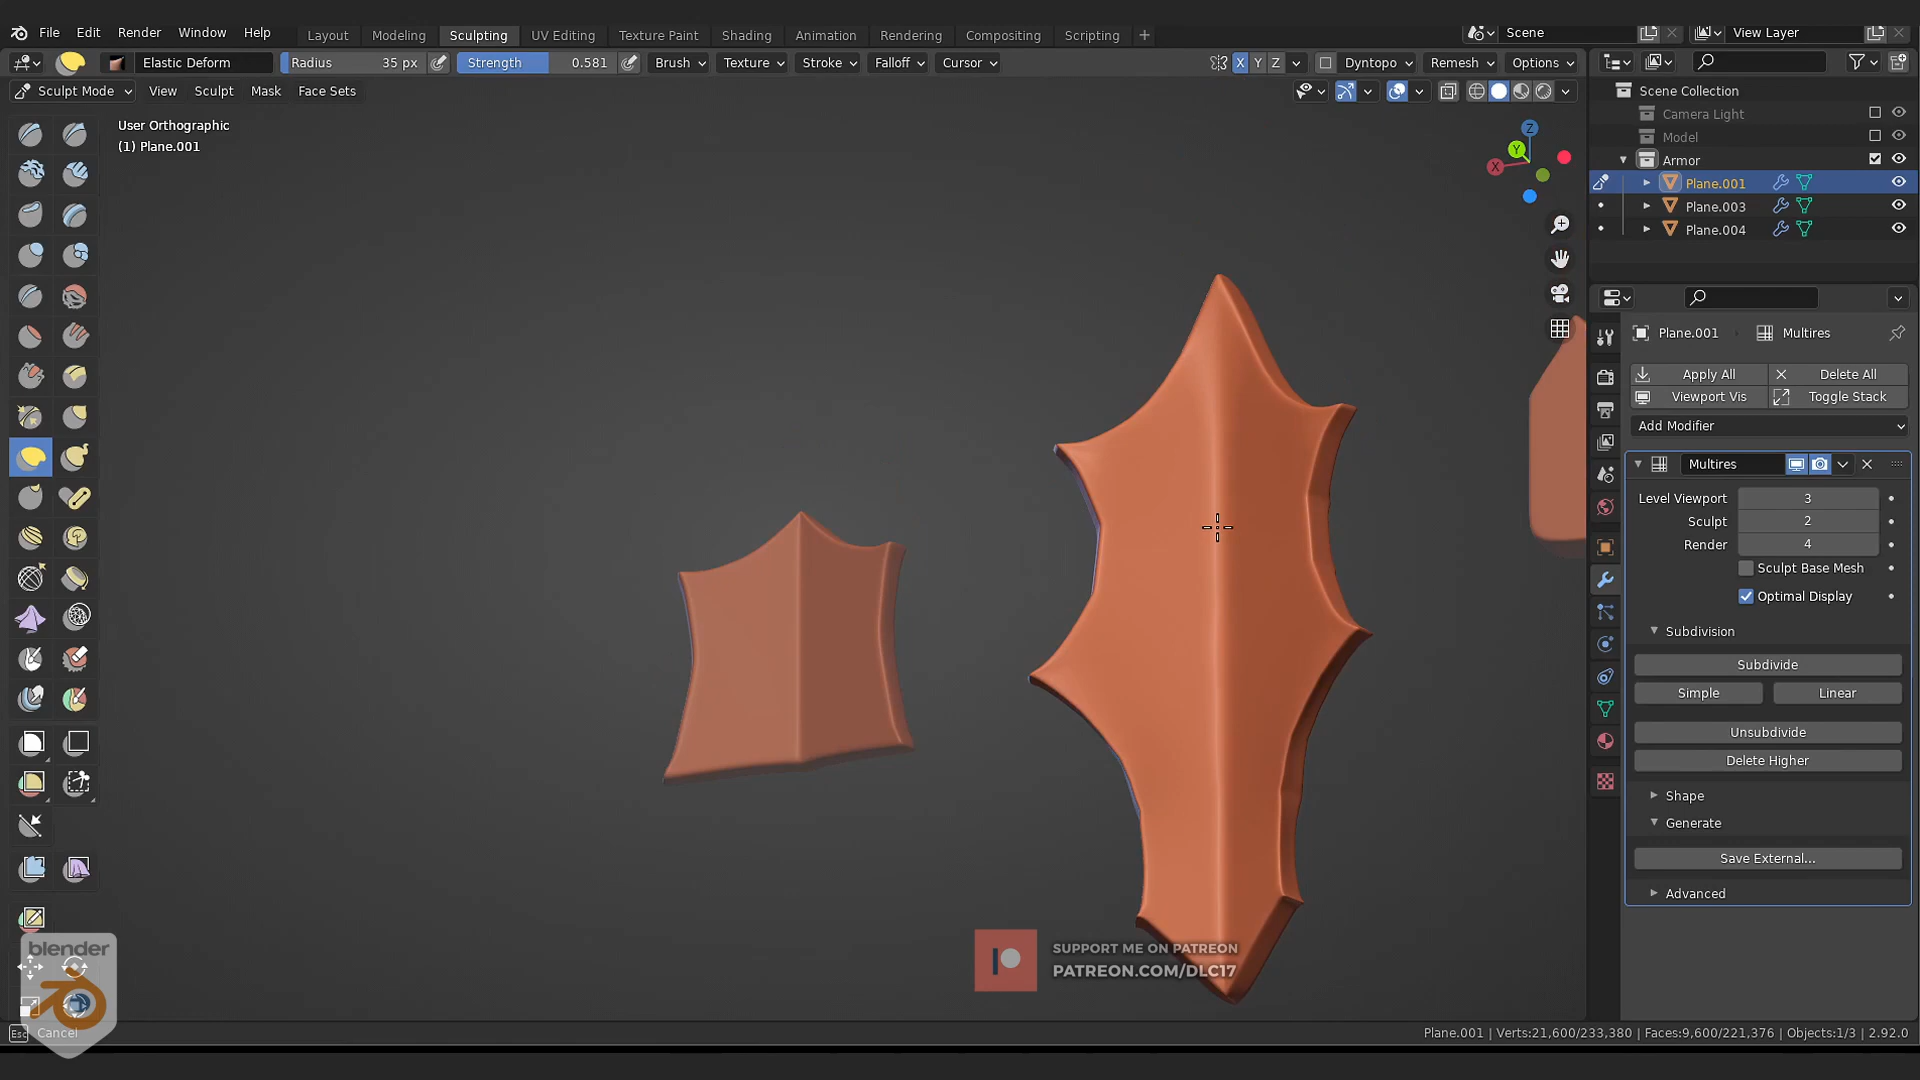 File Edit Render Window Help Layout Modeling Sculpting UV Editing Texture Paint Shading Animation Rendering Compositing Scripting + Scene View Layer
Elastic Deform Radius 35 px Strength 0.581 Brush Texture Stroke Falloff Cursor X Y Z Dyntopo Remesh Options
Sculpt Mode View Sculpt Mask Face Sets
User Orthographic
(1) Plane.001
Z
Y
X
Scene Collection
Camera Light
Model
Armor
Plane.001
Plane.003
Plane.004
Plane.001 Multires
Apply All Delete All
Viewport Vis Toggle Stack
Add Modifier
Multires
Level Viewport 3
Sculpt 2
Render 4
Sculpt Base Mesh
Optimal Display
Subdivision
Subdivide
Simple Linear
Unsubdivide
Delete Higher
Shape
Generate
Save External...
Advanced
SUPPORT ME ON PATREON
PATREON.COM/DLC17
blender
Esc Cancel
Plane.001 | Verts:21,600/233,380 | Faces:9,600/221,376 | Objects:1/3 | 2.92.0